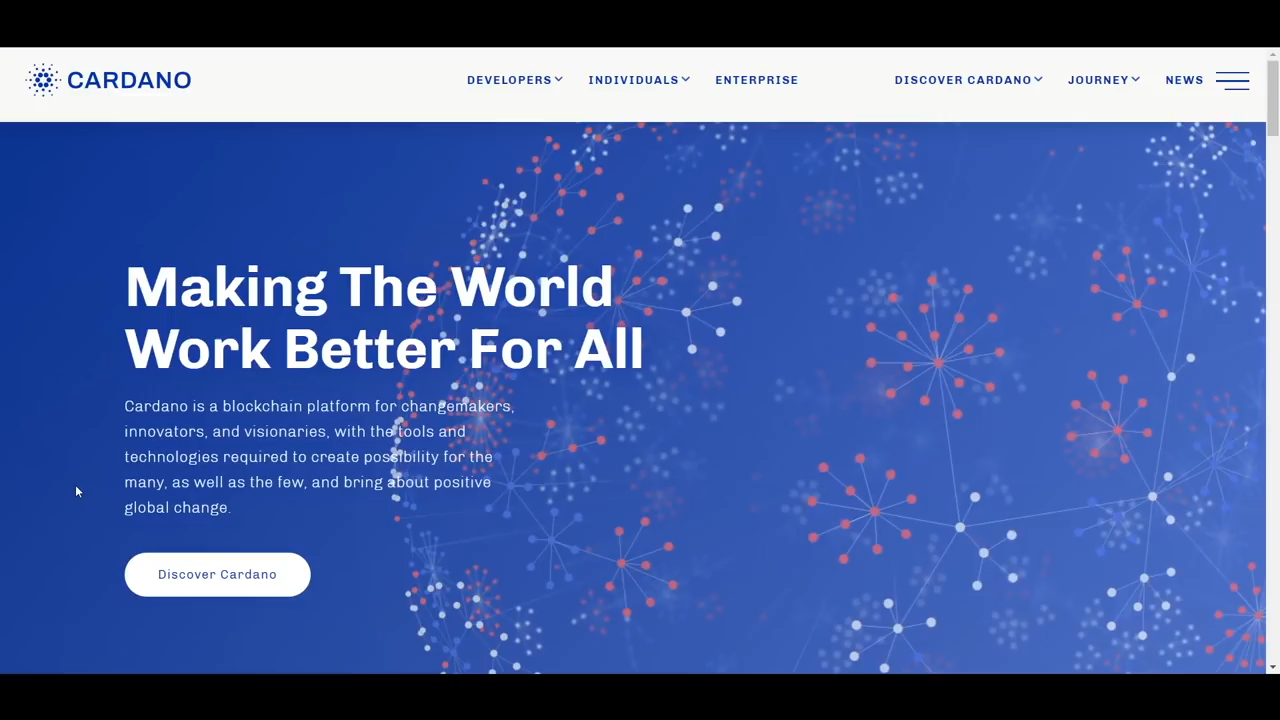 CARDANO
DEVELOPERS INDIVIDUALS ENTERPRISE DISCOVER CARDANO JOURNEY NEWS
Making The World
Work Better For All
Cardano is a blockchain platform for changemakers,
innovators, and visionaries, with the tools and
technologies required to create possibility for the
many, as well as the few, and bring about positive
global change.
Discover Cardano